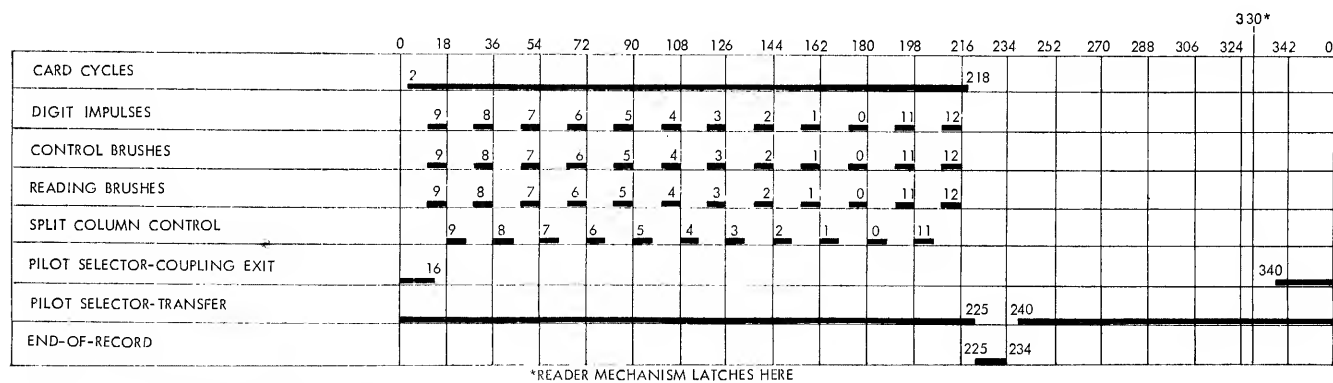 330*
0 18 36 54 72 90 108 126 144 162 180 198 216 234 252 270 288 306 324 342 0
CARD CYCLES 2 218
DIGIT IMPULSES 9 8 7 6 5 4 3 2 1 0 11 12
CONTROL BRUSHES 9 8 7 6 5 4 3 2 1 0 11 12
READING BRUSHES 9 8 7 6 5 4 3 2 1 0 11 12
SPLIT COLUMN CONTROL 9 8 7 6 5 4 3 2 1 0 11
PILOT SELECTOR-COUPLING EXIT 16 340
PILOT SELECTOR-TRANSFER 225 240
END-OF-RECORD 225 234
*READER MECHANISM LATCHES HERE